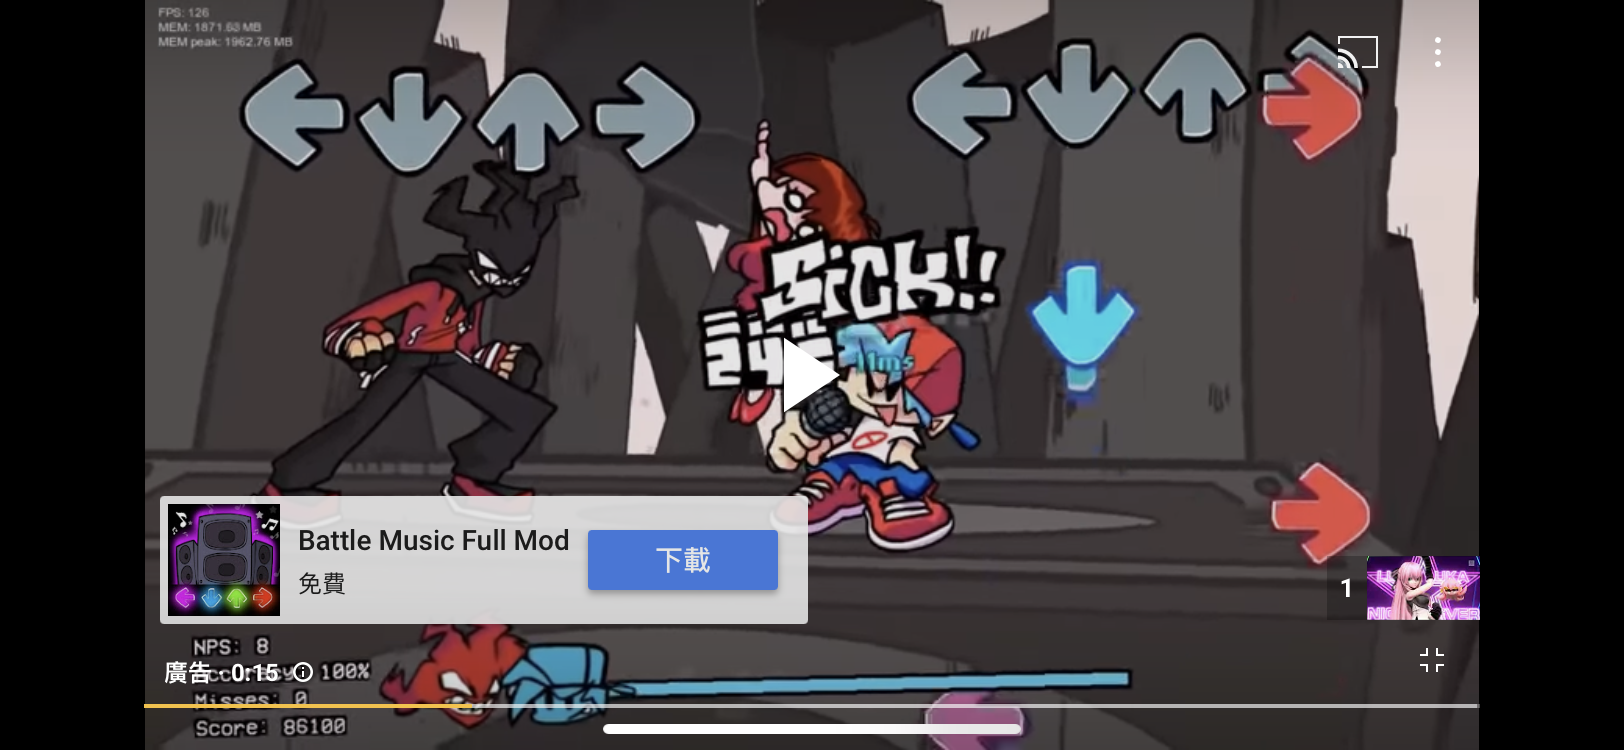 FPS: 126
MEM: 1871.63 MB
MEM peak: 1962.76 MB
Sick!!
11ms
Battle Music Full Mod
免費
下載
1
NPS: 8
廣告 · 0:15
100%
Misses: 0
Score: 86100